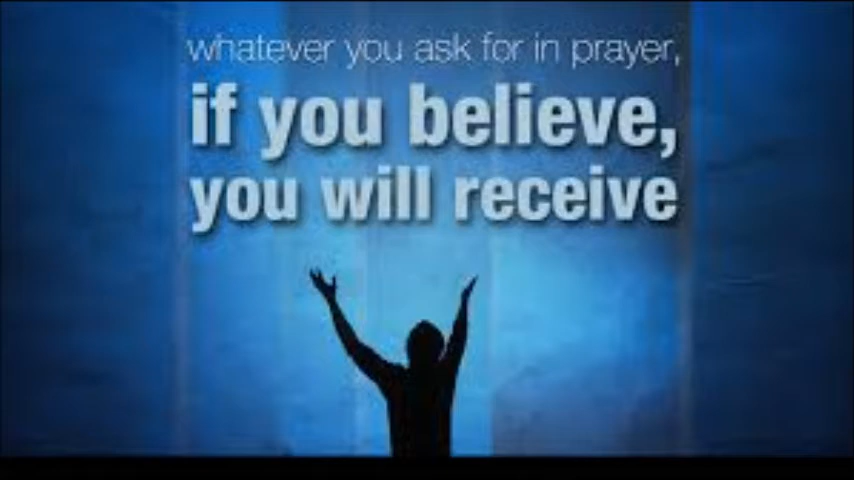 whatever you ask for in prayer,
if you believe,
you will receive